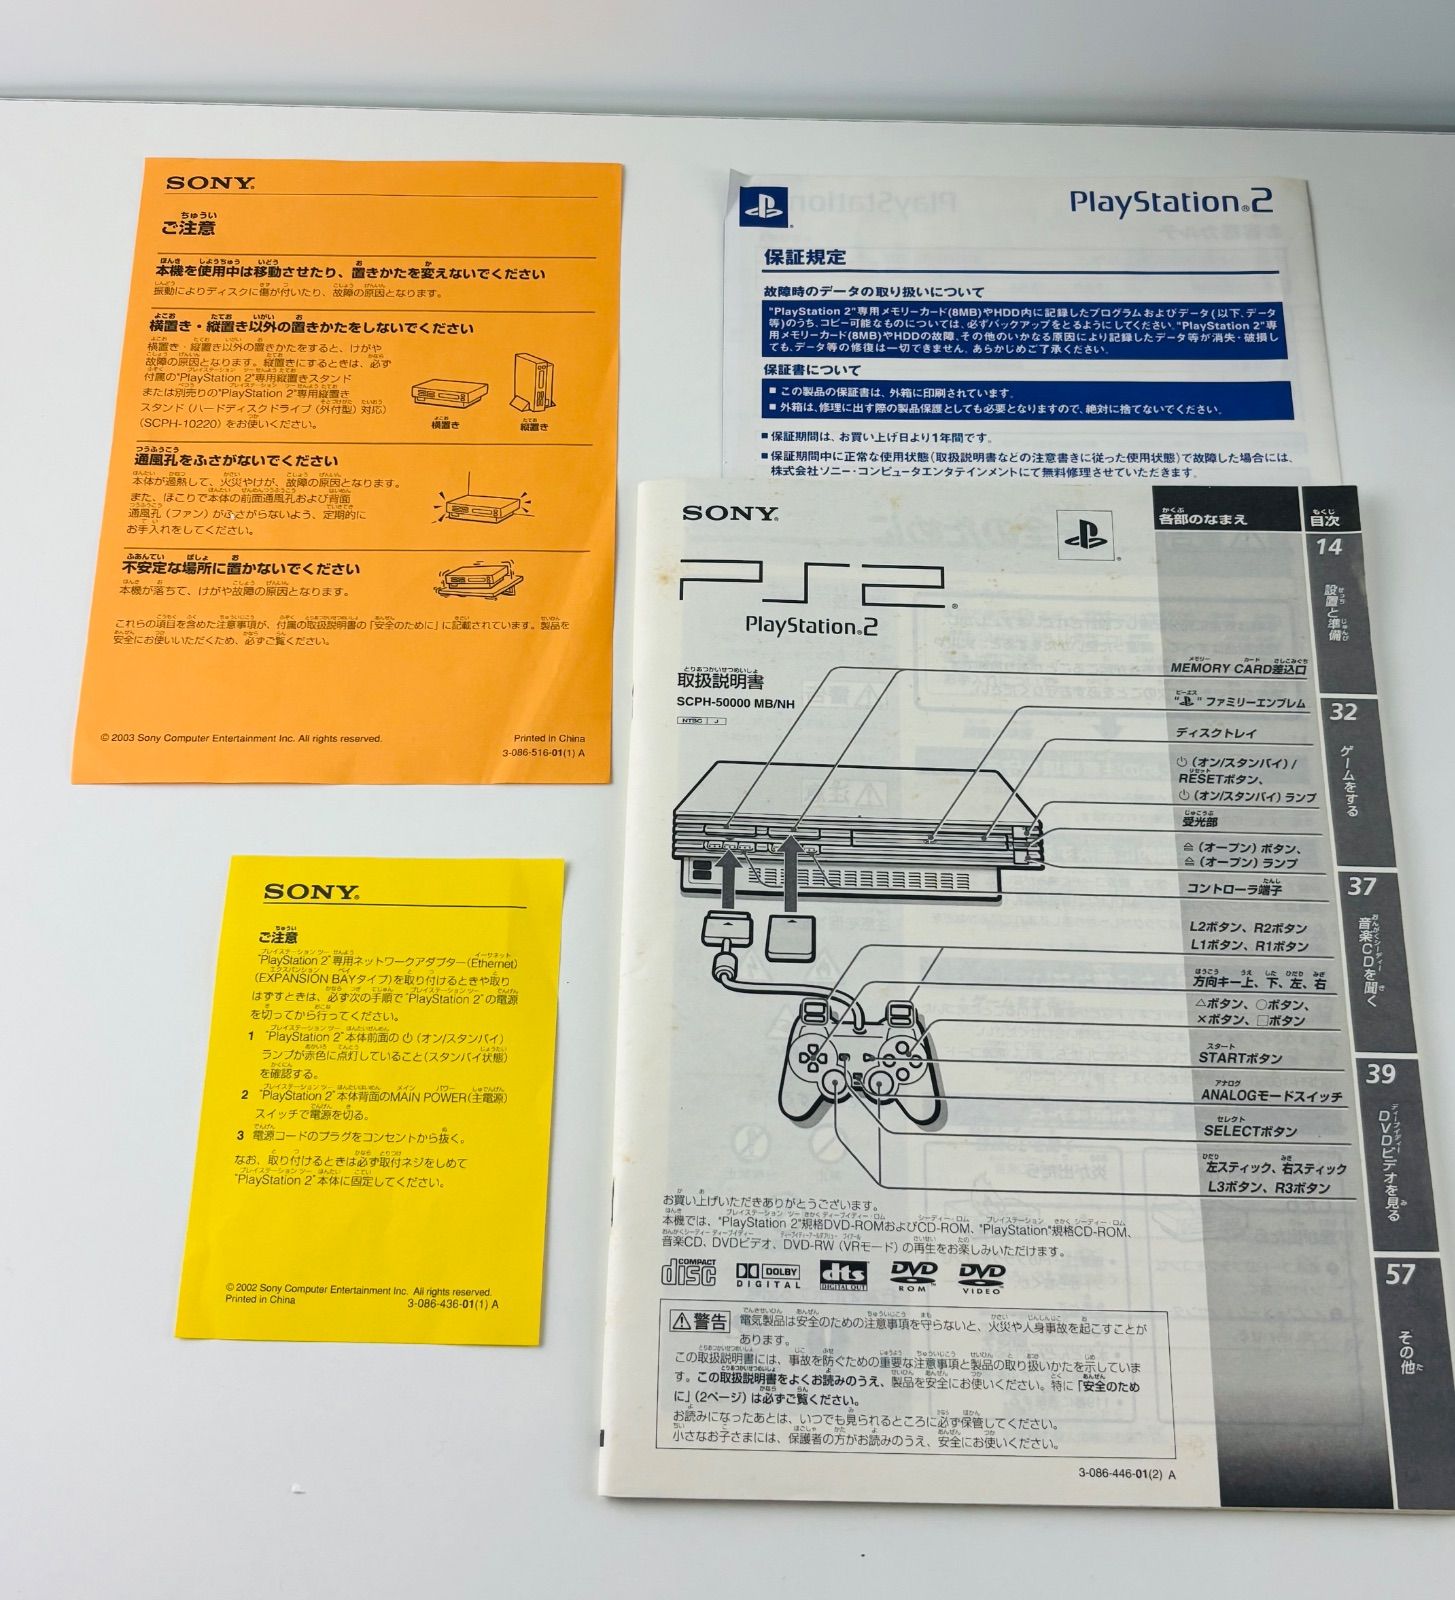 SONY®
ご注意
本機を使用中は移動させたり、置きかたを変えないでください
振動によりディスクに傷が付いたり、故障の原因となります。
横置き・縦置き以外の置きかたをしないでください
横置き・縦置き以外の置きかたをすると、けがや
故障の原因となります。縦置きにするときは、必ず
付属の"PlayStation 2"専用縦置きスタンド
または別売りの"PlayStation 2"専用縦置き
スタンド(ハードディスクドライブ(外付型)対応)
(SCPH-10220)をお使いください。
横置き 縦置き
通風孔をふさがないでください
本体が過熱して、火災やけが、故障の原因となります。
また、ほこりで本体の前面通風孔および背面
通風孔(ファン)がふさがらないよう、定期的に
お手入れをしてください。
不安定な場所に置かないでください
本機が落ちて、けがや故障の原因となります。
これらの項目を含めた注意事項が、付属の取扱説明書の「安全のために」に記載されています。製品を
安全にお使いいただくため、必ずご覧ください。
© 2003 Sony Computer Entertainment Inc. All rights reserved. Printed in China
3-086-516-01(1) A
PlayStation®2
保証規定
故障時のデータの取り扱いについて
"PlayStation 2"専用メモリーカード(8MB)やHDD内に記録したプログラムおよびデータ(以下、データ
等)のうち、コピー可能なものについては、必ずバックアップをとるようにしてください。"PlayStation 2"専
用メモリーカード(8MB)やHDDの故障、その他のいかなる原因により記録したデータ等が消失・破損し
ても、データ等の修復は一切できません。あらかじめご了承ください。
保証書について
■ この製品の保証書は、外箱に印刷されています。
■ 外箱は、修理に出す際の製品保護としても必要となりますので、絶対に捨てないでください。
■保証期間は、お買い上げ日より1年間です。
■保証期間中に正常な使用状態(取扱説明書などの注意書きに従った使用状態)で故障した場合には、
株式会社ソニー・コンピュータエンタテインメントにて無料修理させていただきます。
SONY®
ご注意
"PlayStation 2"専用ネットワークアダプター(Ethernet)
(EXPANSION BAYタイプ)を取り付けるときや取り
はずすときは、必ず次の手順で"PlayStation 2"の電源
を切ってから行ってください。
1 "PlayStation 2"本体前面の⏻(オン/スタンバイ)
ランプが赤色に点灯していること(スタンバイ状態)
を確認する。
2 "PlayStation 2"本体背面のMAIN POWER(主電源)
スイッチで電源を切る。
3 電源コードのプラグをコンセントから抜く。
なお、取り付けるときは必ず取付ネジをしめて
"PlayStation 2"本体に固定してください。
© 2002 Sony Computer Entertainment Inc. All rights reserved.
Printed in China 3-086-436-01(1) A
SONY®
PS2®
PlayStation®2
取扱説明書
SCPH-50000 MB/NH
NTSC J
各部のなまえ
MEMORY CARD差込口
"PS"ファミリーエンブレム
ディスクトレイ
⏻(オン/スタンバイ)/
RESETボタン、
⏻(オン/スタンバイ)ランプ
受光部
⏏(オープン)ボタン、
⏏(オープン)ランプ
コントローラ端子
L2ボタン、R2ボタン
L1ボタン、R1ボタン
方向キー上、下、左、右
△ボタン、○ボタン、
×ボタン、□ボタン
STARTボタン
ANALOGモードスイッチ
SELECTボタン
左スティック、右スティック
L3ボタン、R3ボタン
目次
14
設置と準備
32
ゲームをする
37
音楽CDを聞く
39
DVDビデオを見る
57
その他
お買い上げいただきありがとうございます。
本機では、"PlayStation 2"規格DVD-ROMおよびCD-ROM、"PlayStation"規格CD-ROM、
音楽CD、DVDビデオ、DVD-RW(VRモード)の再生をお楽しみいただけます。
COMPACT disc DOLBY DIGITAL dts DIGITAL OUT DVD ROM DVD VIDEO
⚠警告 電気製品は安全のための注意事項を守らないと、火災や人身事故を起こすことが
あります。
この取扱説明書には、事故を防ぐための重要な注意事項と製品の取り扱いかたを示していま
す。この取扱説明書をよくお読みのうえ、製品を安全にお使いください。特に「安全のため
に」(2ページ)は必ずご覧ください。
お読みになったあとは、いつでも見られるところに必ず保管してください。
小さなお子さまには、保護者の方がお読みのうえ、安全にお使いください。
3-086-446-01(2) A